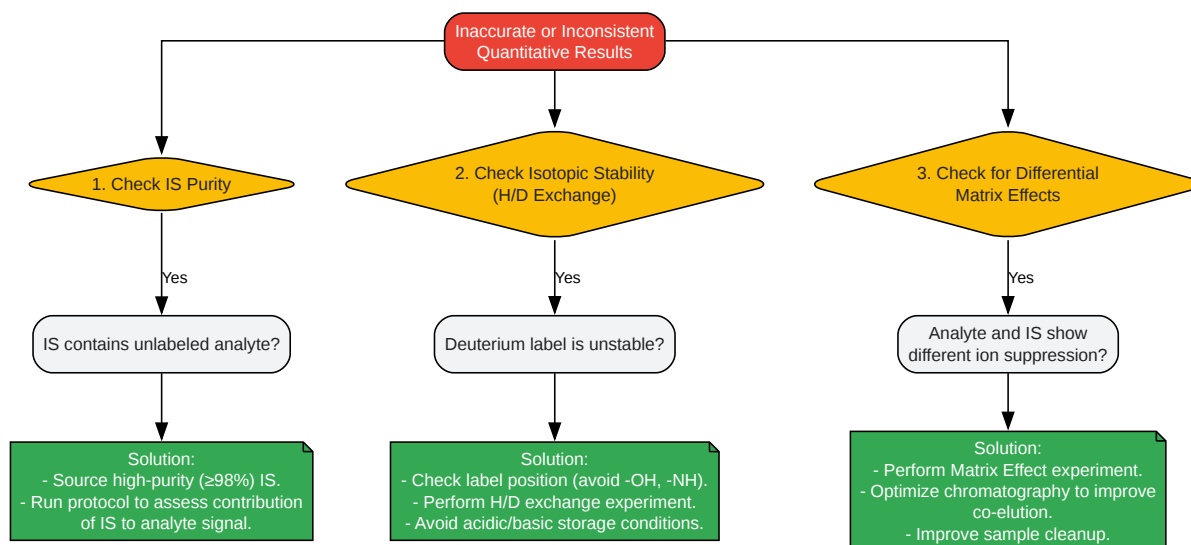 Inaccurate or Inconsistent
Quantitative Results
1. Check IS Purity
2. Check Isotopic Stability
(H/D Exchange)
3. Check for Differential
Matrix Effects
Yes
Yes
Yes
IS contains unlabeled analyte?
Deuterium label is unstable?
Analyte and IS show
different ion suppression?
Solution:
- Source high-purity (≥98%) IS.
- Run protocol to assess contribution
of IS to analyte signal.
Solution:
- Check label position (avoid -OH, -NH).
- Perform H/D exchange experiment.
- Avoid acidic/basic storage conditions.
Solution:
- Perform Matrix Effect experiment.
- Optimize chromatography to improve
co-elution.
- Improve sample cleanup.